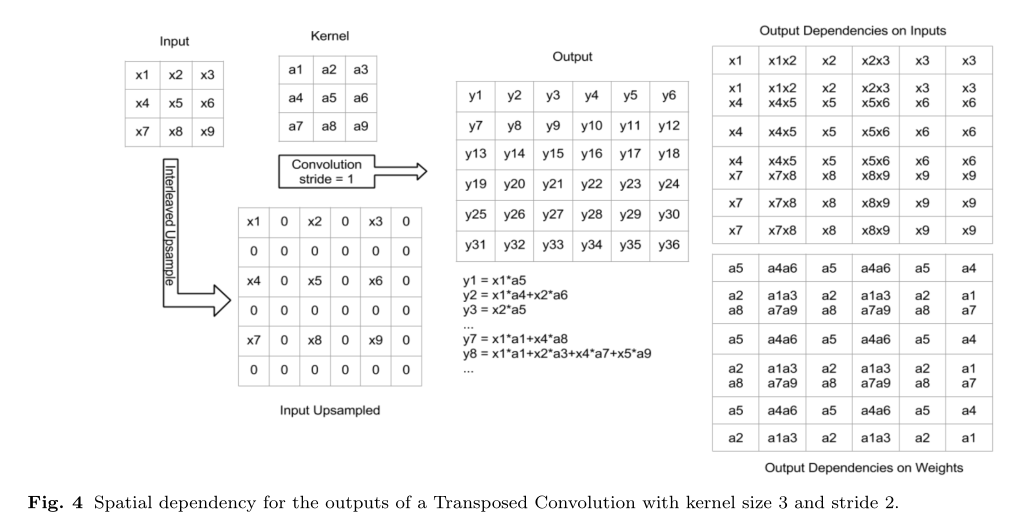 Input
x1 x2 x3
x4 x5 x6
x7 x8 x9
Interleaved Upsample
Kernel
a1 a2 a3
a4 a5 a6
a7 a8 a9
Convolution
stride = 1
x1 0 x2 0 x3 0
0 0 0 0 0 0
x4 0 x5 0 x6 0
0 0 0 0 0 0
x7 0 x8 0 x9 0
0 0 0 0 0 0
Input Upsampled
Output
y1 y2 y3 y4 y5 y6
y7 y8 y9 y10 y11 y12
y13 y14 y15 y16 y17 y18
y19 y20 y21 y22 y23 y24
y25 y26 y27 y28 y29 y30
y31 y32 y33 y34 y35 y36
y1 = x1*a5
y2 = x1*a4+x2*a6
y3 = x2*a5
...
y7 = x1*a1+x4*a8
y8 = x1*a1+x2*a3+x4*a7+x5*a9
...
Output Dependencies on Inputs
x1 x1x2 x2 x2x3 x3 x3
x1 x1x2 x2 x2x3 x3 x3
x4 x4x5 x5 x5x6 x6 x6
x4 x4x5 x5 x5x6 x6 x6
x4 x4x5 x5 x5x6 x6 x6
x7 x7x8 x8 x8x9 x9 x9
x7 x7x8 x8 x8x9 x9 x9
x7 x7x8 x8 x8x9 x9 x9
a5 a4a6 a5 a4a6 a5 a4
a2 a1a3 a2 a1a3 a2 a1
a8 a7a9 a8 a7a9 a8 a7
a5 a4a6 a5 a4a6 a5 a4
a2 a1a3 a2 a1a3 a2 a1
a8 a7a9 a8 a7a9 a8 a7
a5 a4a6 a5 a4a6 a5 a4
a2 a1a3 a2 a1a3 a2 a1
Output Dependencies on Weights
Fig. 4 Spatial dependency for the outputs of a Transposed Convolution with kernel size 3 and stride 2.